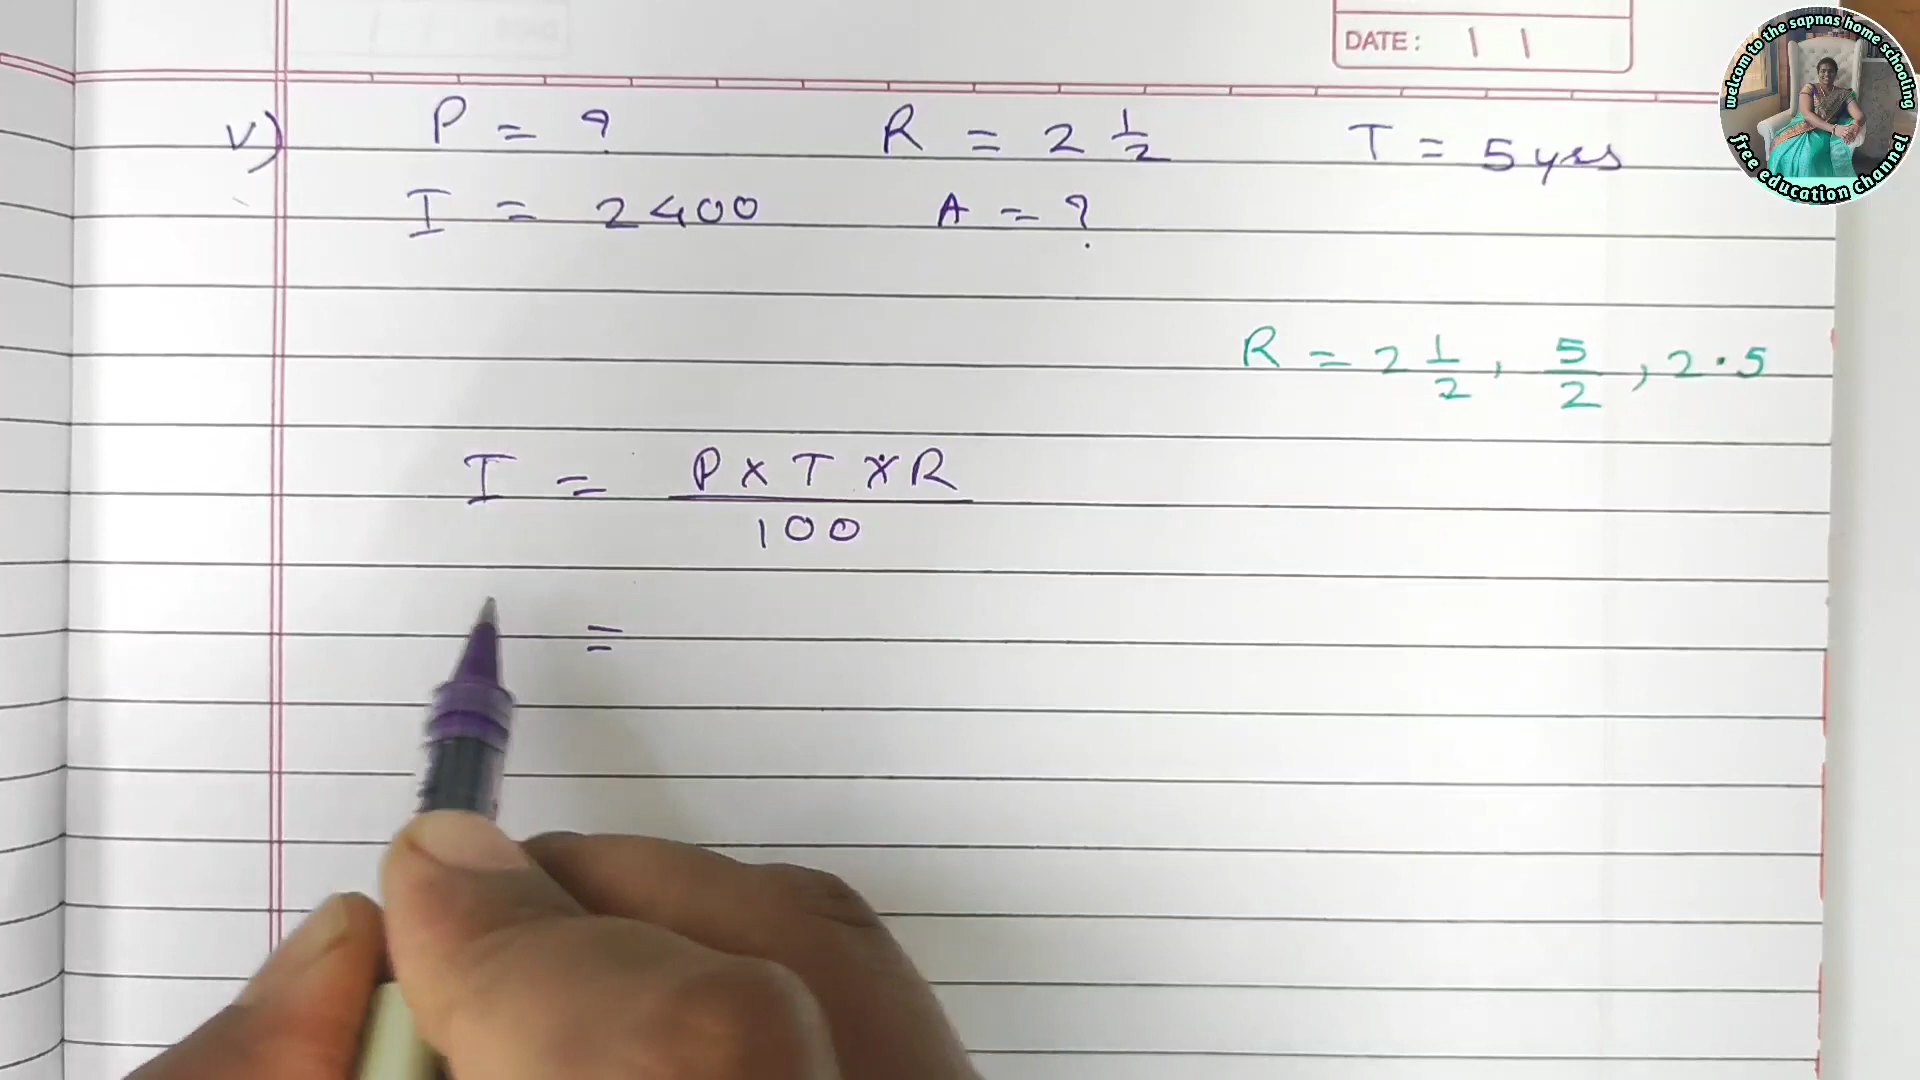 DATE:
welcom to the sapnas home schooling
free education channel
v) P = ? R = 2 1/2 T = 5 yrs
I = 2400 A = ?
R = 2 1/2, 5/2, 2.5
I = P × T × R
100
=